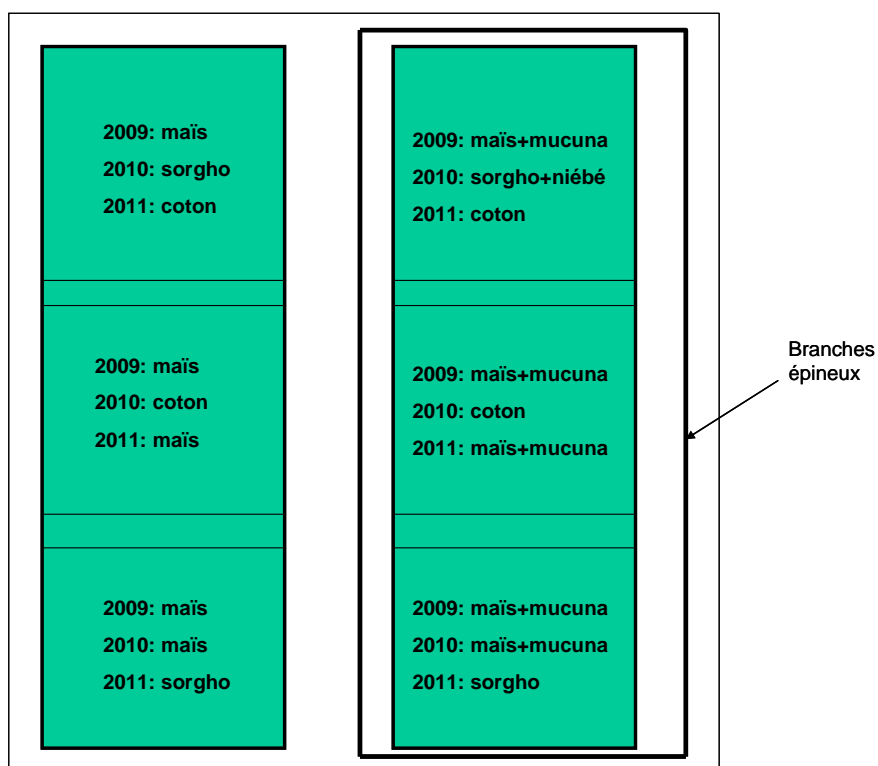 2009: maïs
2010: sorgho
2011: coton
2009: maïs
2010: coton
2011: maïs
2009: maïs
2010: maïs
2011: sorgho
2009: maïs+mucuna
2010: sorgho+niébé
2011: coton
2009: maïs+mucuna
2010: coton
2011: maïs+mucuna
2009: maïs+mucuna
2010: maïs+mucuna
2011: sorgho
Branches
épineux